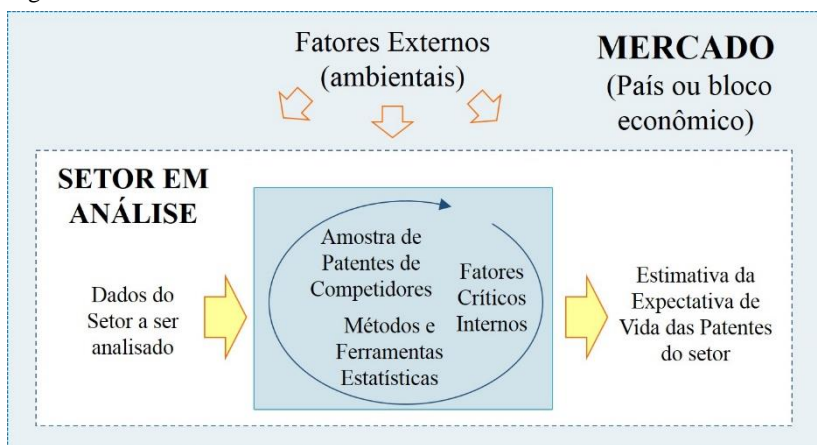 Fatores Externos
(ambientais)
MERCADO
(País ou bloco
econômico)
SETOR EM
ANÁLISE
Dados do
Setor a ser
analisado
Amostra de
Patentes de
Competidores
Métodos e
Ferramentas
Estatísticas
Fatores
Críticos
Internos
Estimativa da
Expectativa de
Vida das Patentes
do setor